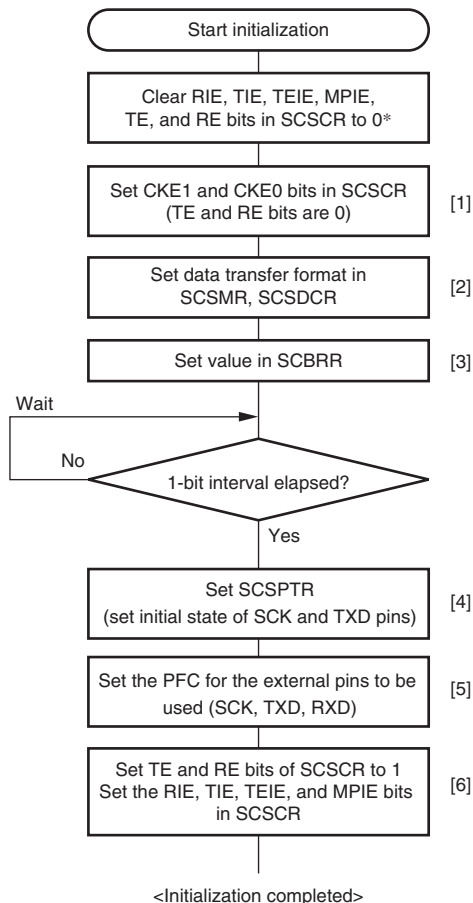 Start initialization
Clear RIE, TIE, TEIE, MPIE,
TE, and RE bits in SCSCR to 0*
Set CKE1 and CKE0 bits in SCSCR
(TE and RE bits are 0)
[1]
Set data transfer format in
SCSMR, SCSDCR
[2]
Set value in SCBRR
[3]
Wait
No
1-bit interval elapsed?
Yes
Set SCSPTR
(set initial state of SCK and TXD pins)
[4]
Set the PFC for the external pins to be
used (SCK, TXD, RXD)
[5]
Set TE and RE bits of SCSCR to 1
Set the RIE, TIE, TEIE, and MPIE bits
in SCSCR
[6]
<Initialization completed>